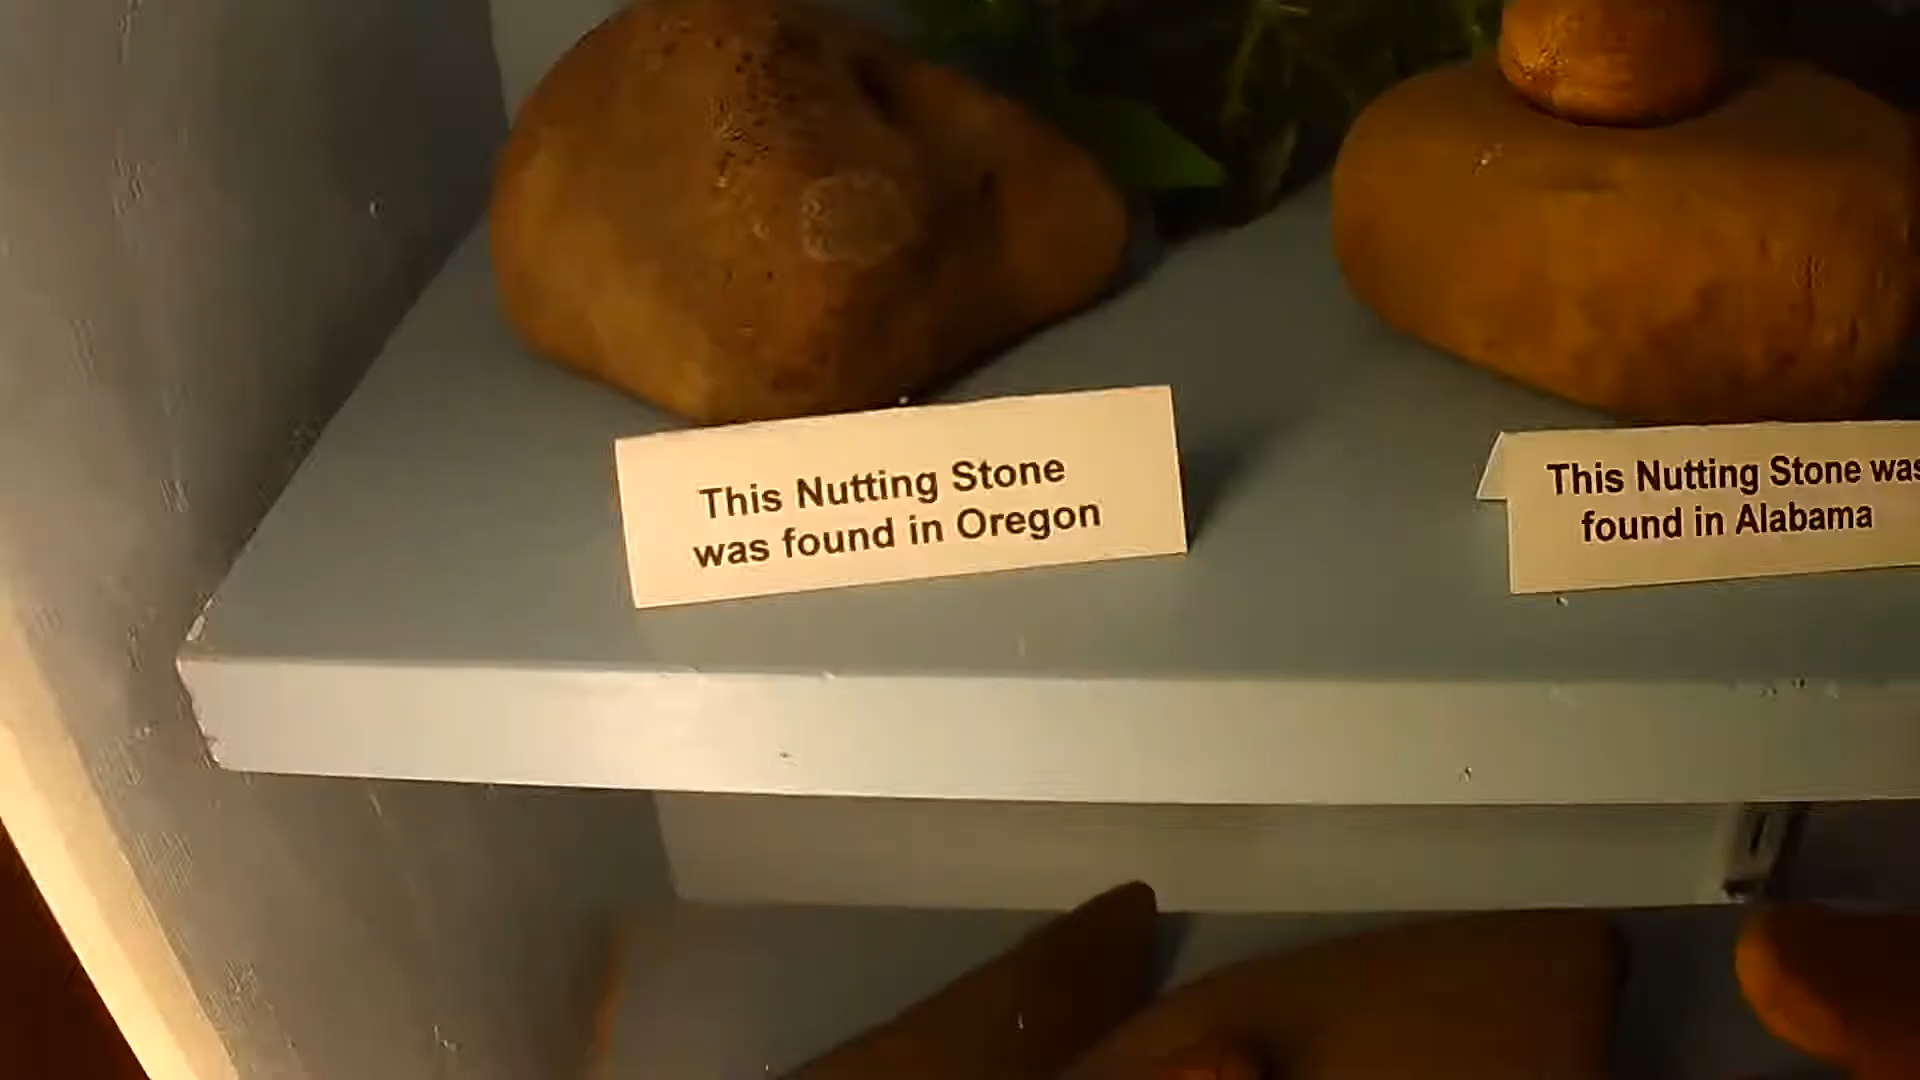 This Nutting Stone
was found in Oregon
This Nutting Stone was
found in Alabama